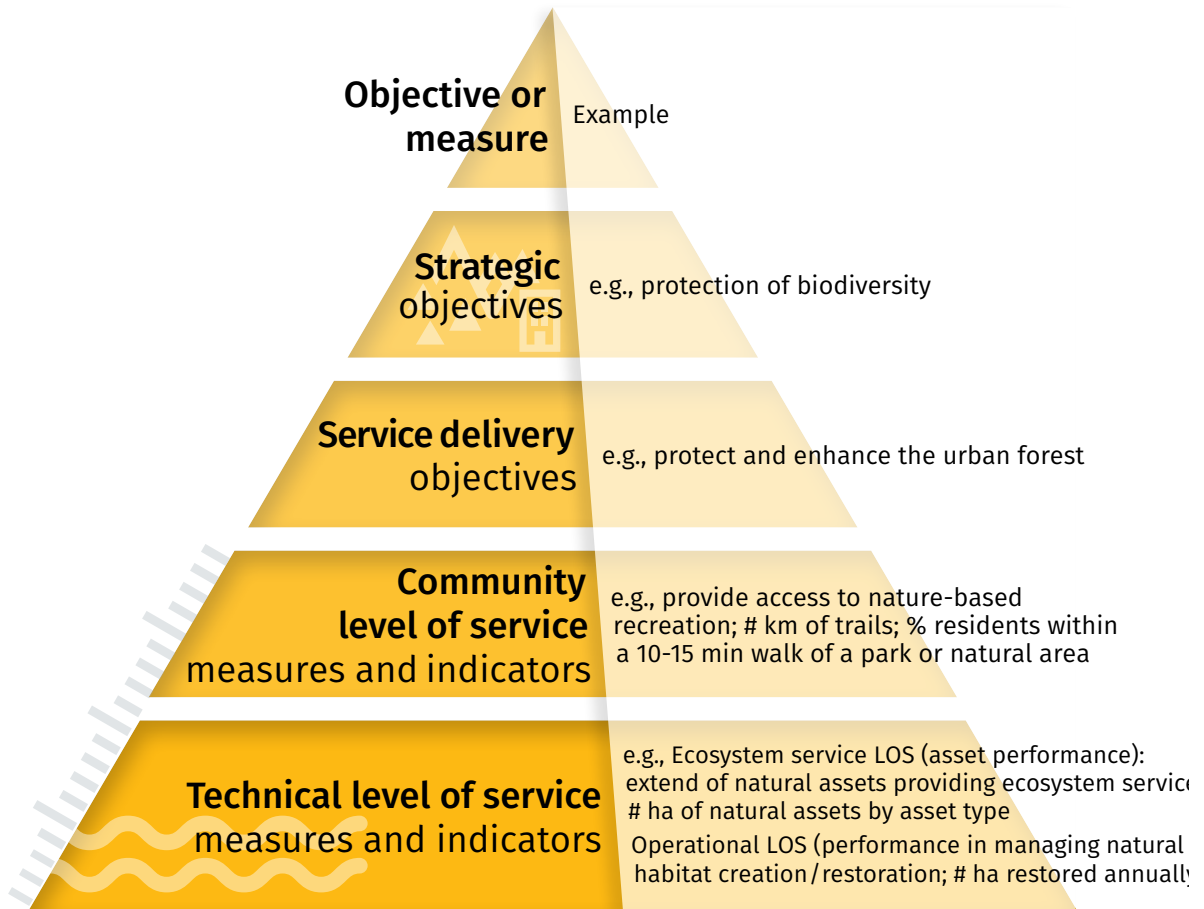 Objective or
measure
Example
Strategic
objectives
e.g., protection of biodiversity
H
Service delivery
objectives
e.g., protect and enhance the urban forest
Community
level of service
measures and indicators
e.g., provide access to nature-based
recreation; # km of trails; % residents within
a 10-15 min walk of a park or natural area
Technical level of service
measures and indicators
e.g., Ecosystem service LOS (asset performance):
extend of natural assets providing ecosystem service
# ha of natural assets by asset type
Operational LOS (performance in managing natural
habitat creation/restoration; # ha restored annually